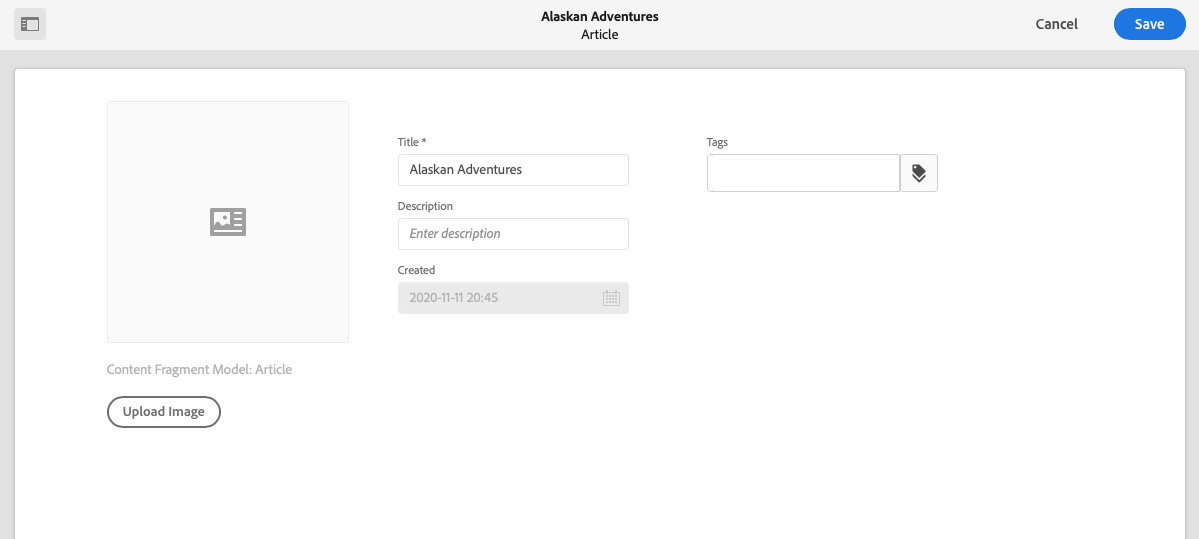 Alaskan Adventures
Article
Cancel
Save
Title *
Alaskan Adventures
Tags
Description
Enter description
Created
2020-11-11 20:45
Content Fragment Model: Article
Upload Image